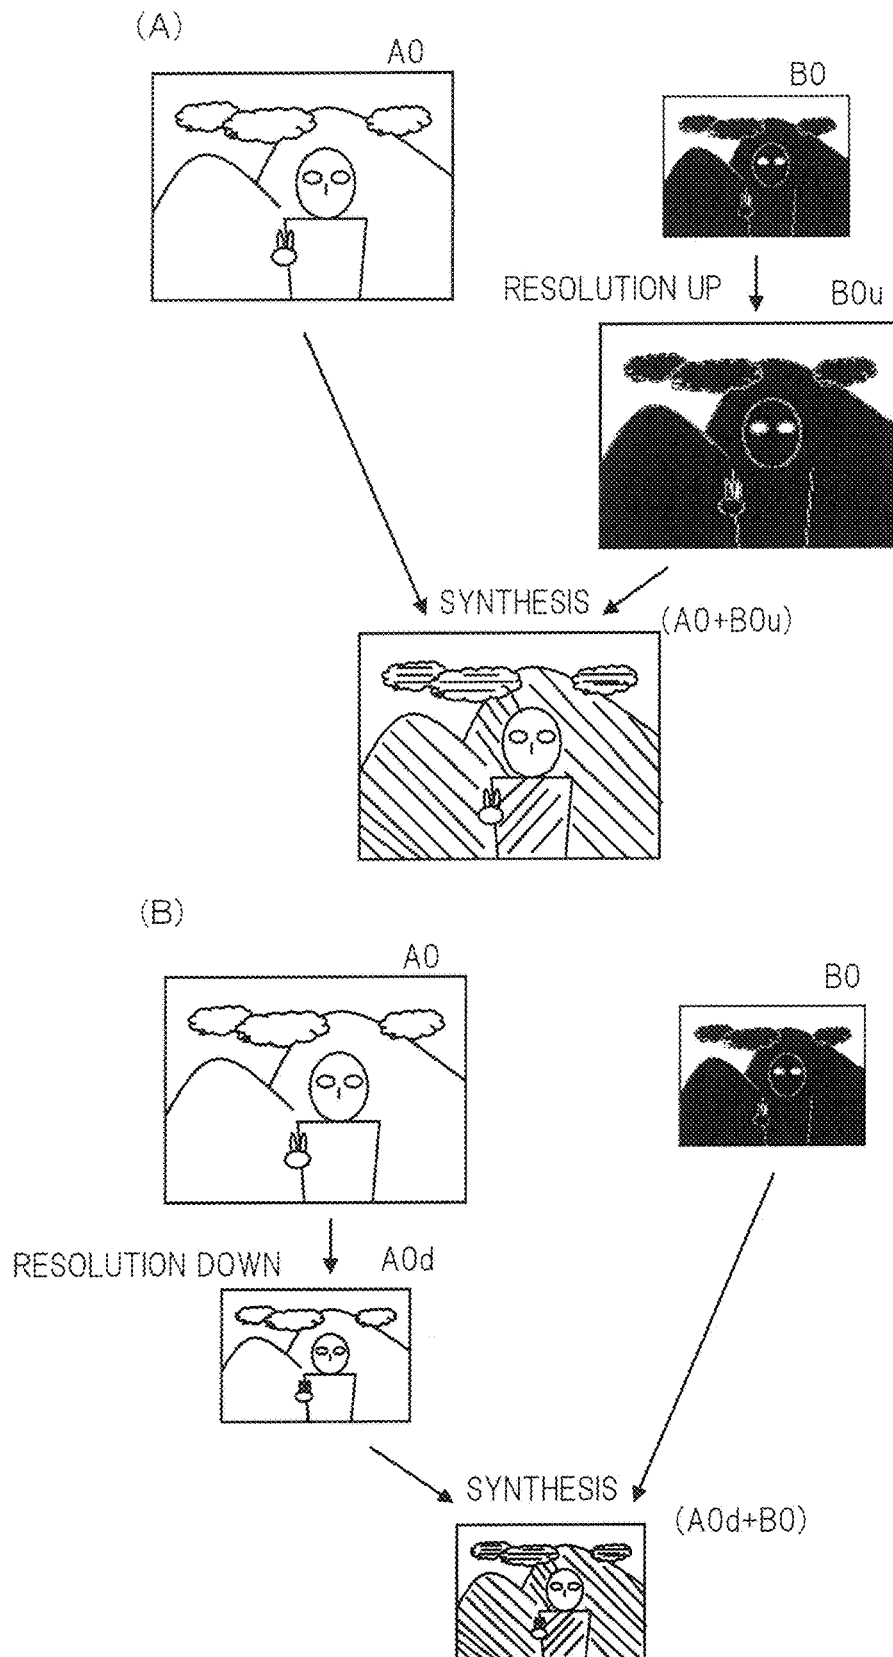 (A)
A0
B0
RESOLUTION UP
B0u
SYNTHESIS
(A0+B0u)
(B)
A0
B0
RESOLUTION DOWN
A0d
SYNTHESIS
(A0d+B0)